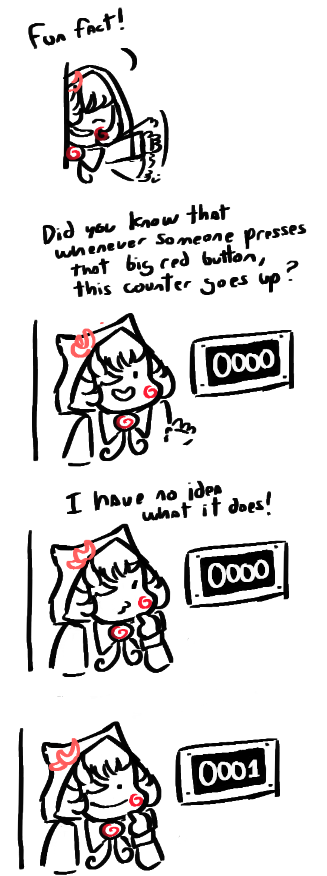 Fun fact!
Did you know that
whenever someone presses
that big red button,
this counter goes up?
0000
I have no idea
what it does!
0000
0001